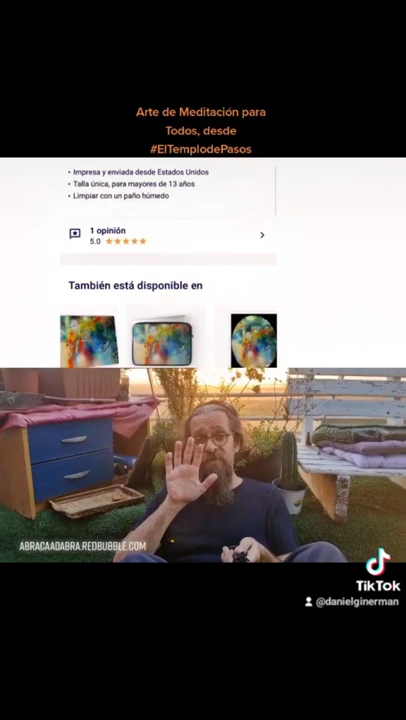 Arte de Meditación para
Todos, desde
#ElTemplodePasos
• Impresa y enviada desde Estados Unidos
• Talla única, para mayores de 13 años
• Limpiar con un paño húmedo
1 opinión
5.0
También está disponible en
ABRACAADABRA.REDBUBBLE.COM
TikTok
@danielginerman